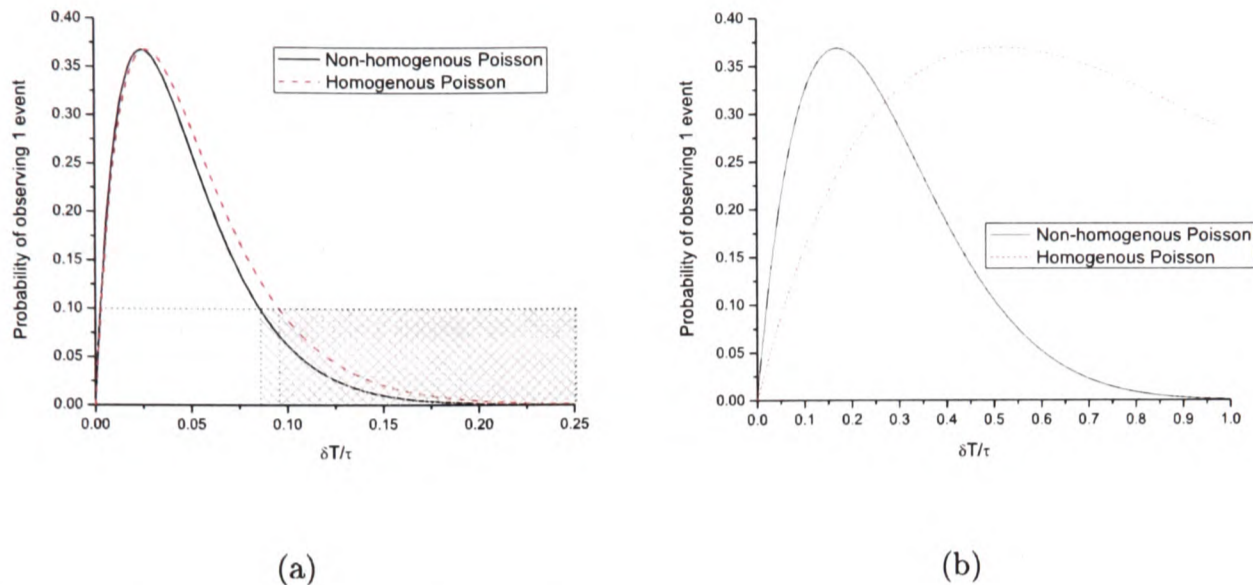 0.40
0.35
0.30
0.25
0.20
0.15
0.10
0.05
0.00
Probability of observing 1 event
Non-homogenous Poisson
Homogenous Poisson
0.00 0.05 0.10 0.15 0.20 0.25
δT/τ
(a)
0.40
0.35
0.30
0.25
0.20
0.15
0.10
0.05
0.00
Probability of observing 1 event
Non-homogenous Poisson
Homogenous Poisson
0.0 0.1 0.2 0.3 0.4 0.5 0.6 0.7 0.8 0.9 1.0
δT/τ
(b)